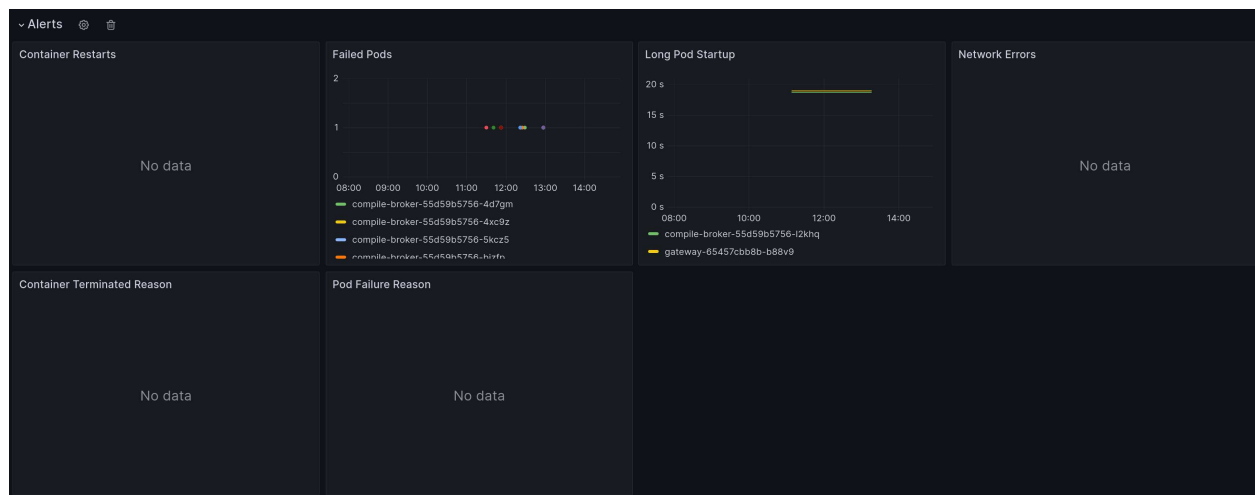 Alerts
Container Restarts
No data
Failed Pods
2
1
0
08:00 09:00 10:00 11:00 12:00 13:00 14:00
compile-broker-55d59b5756-4d7gm
compile-broker-55d59b5756-4xc9z
compile-broker-55d59b5756-5kcz5
Long Pod Startup
20 s
15 s
10 s
5 s
0 s
08:00 10:00 12:00 14:00
compile-broker-55d59b5756-l2khq
gateway-65457cbb8b-b88v9
Network Errors
No data
Container Terminated Reason
No data
Pod Failure Reason
No data